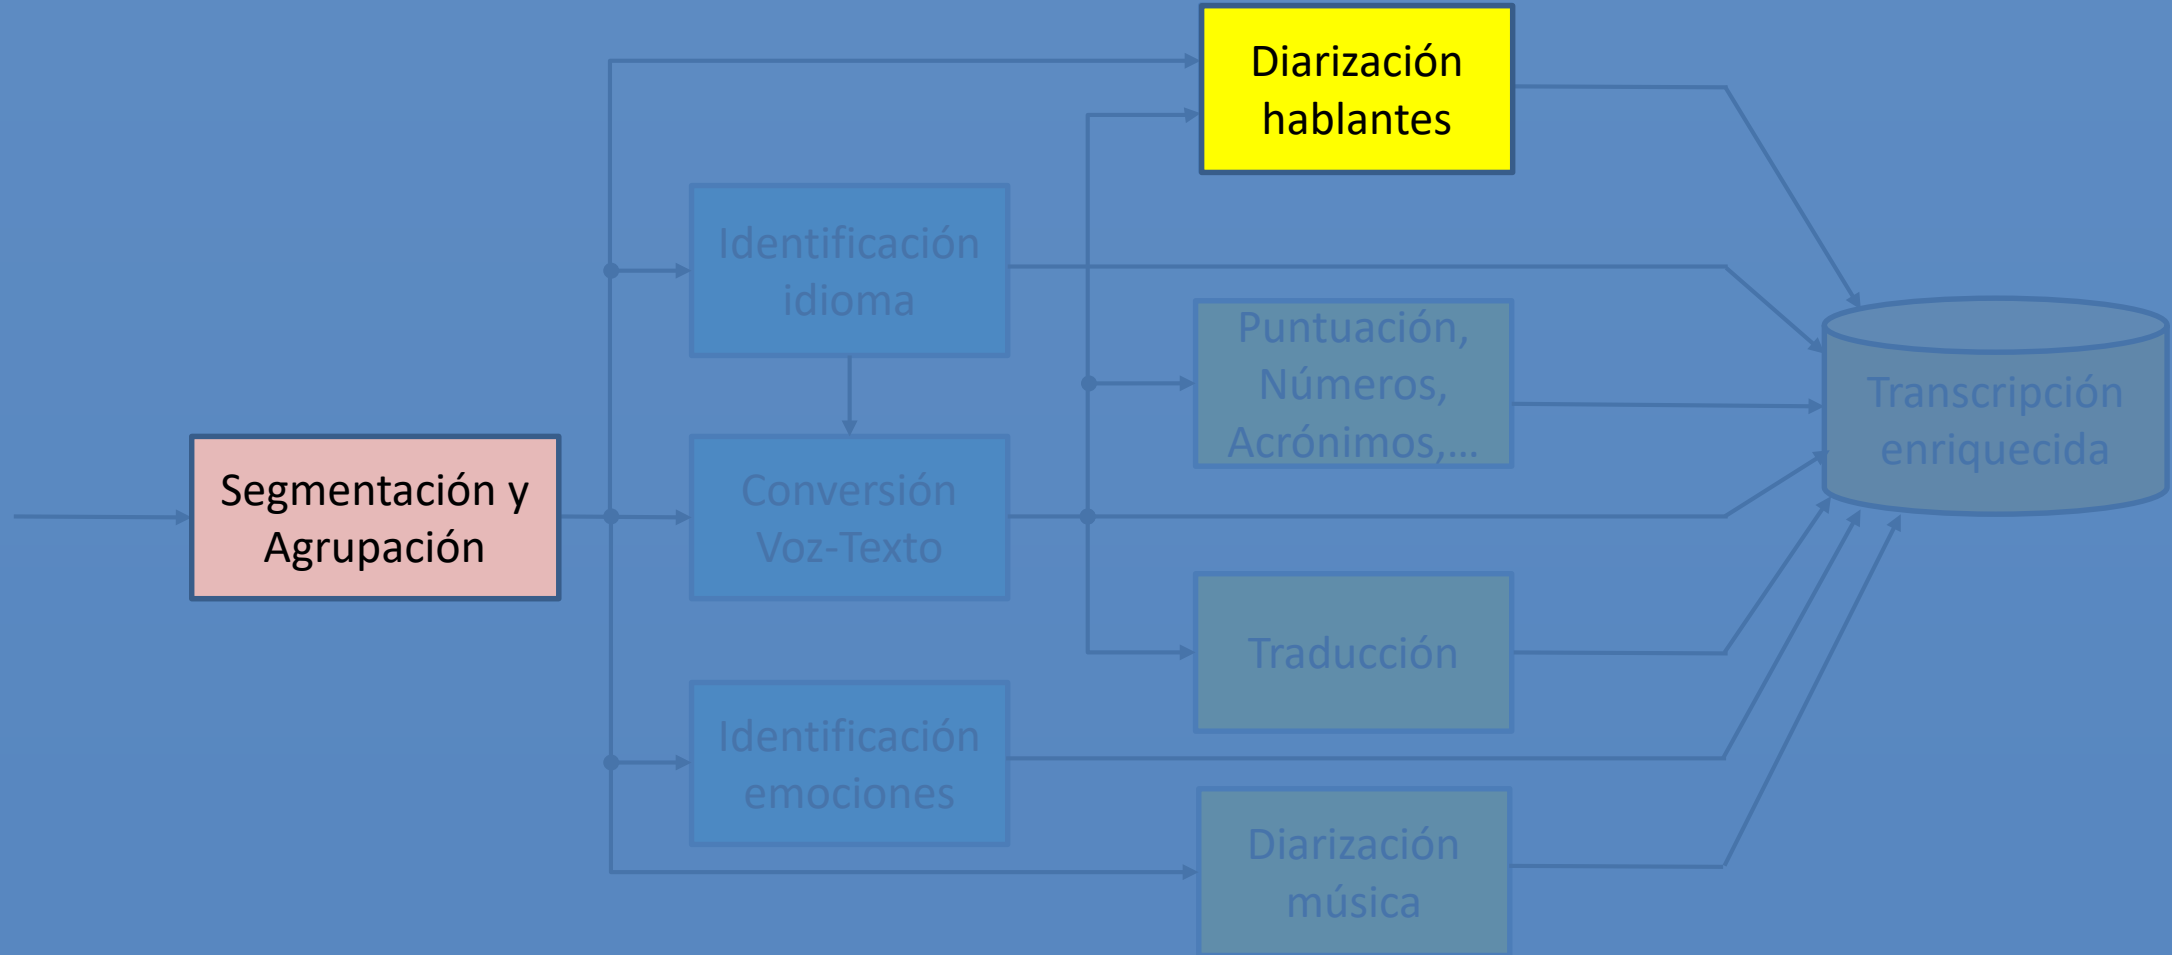 Diarización
hablantes
Identificación
idioma
Puntuación,
Números,
Acrónimos,...
Transcripción
enriquecida
Segmentación y
Agrupación
Conversión
Voz-Texto
Traducción
Identificación
emociones
Diarización
música